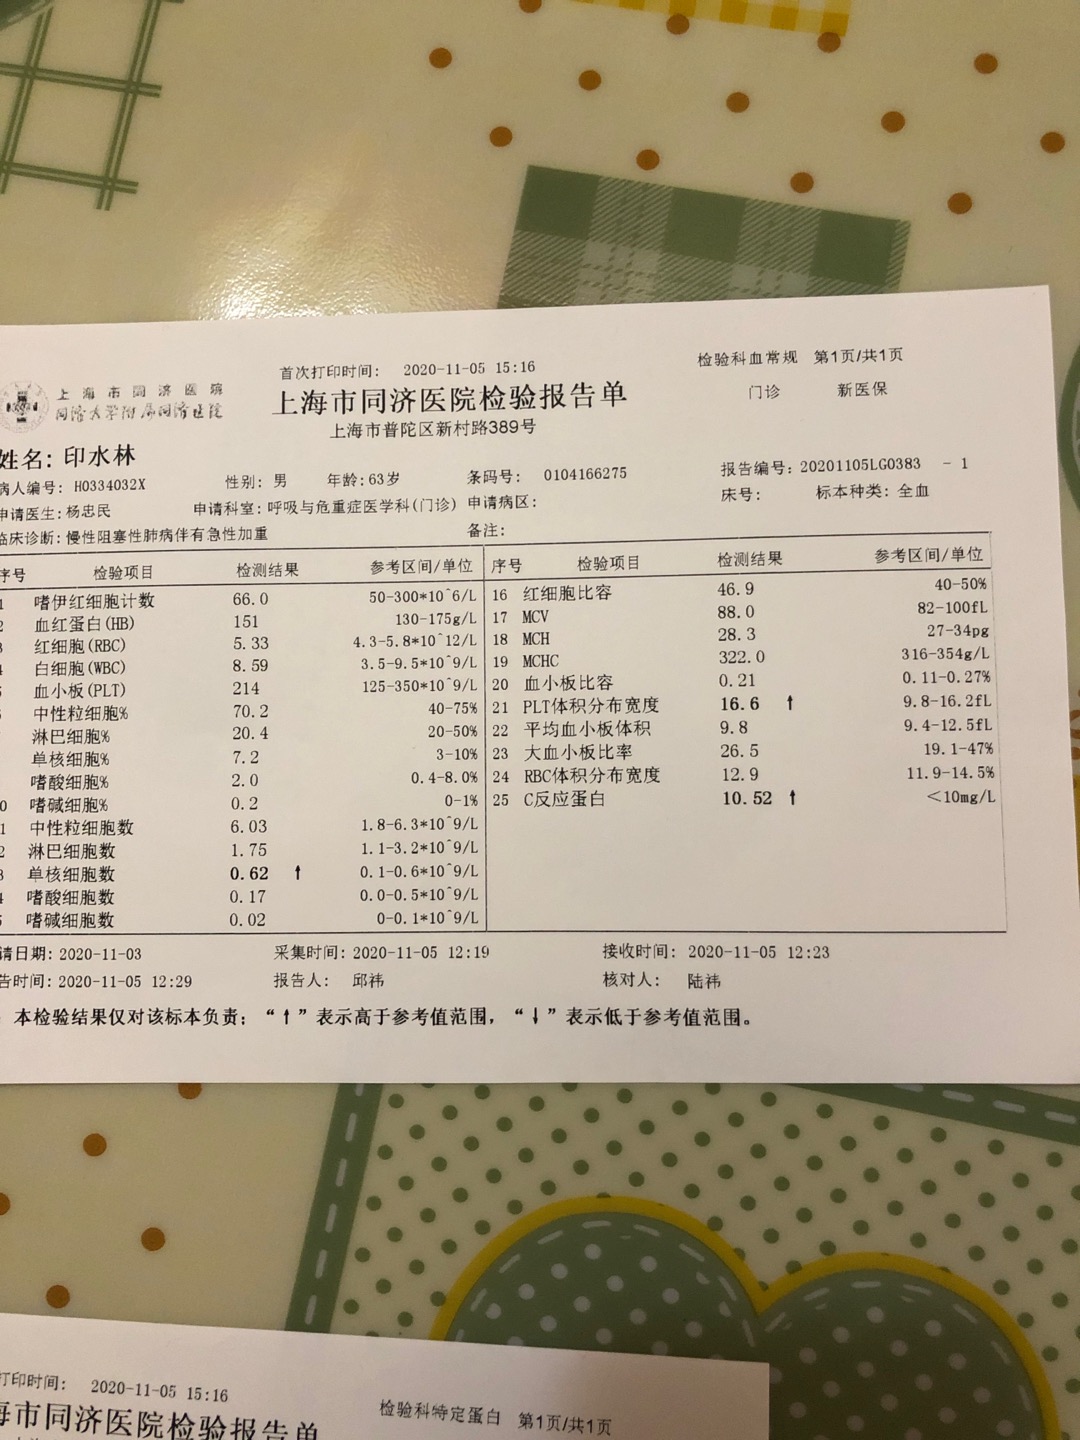 首次打印时间: 2020-11-05 15:16
检验科血常规 第1页/共1页
上海市同济医院
同济大学附属同济医院
上海市同济医院检验报告单
门诊 新医保
上海市普陀区新村路389号
姓名: 印水林
病人编号: H0334032X 性别: 男 年龄:63岁 条码号: 0104166275 报告编号: 20201105LG0383 - 1
申请医生: 杨忠民 申请科室: 呼吸与危重症医学科(门诊) 申请病区: 床号: 标本种类: 全血
临床诊断: 慢性阻塞性肺病伴有急性加重 备注:
序号 检验项目 检测结果 参考区间/单位 序号 检验项目 检测结果 参考区间/单位
嗜伊红细胞计数 66.0 50-300*10^6/L 16 红细胞比容 46.9 40-50%
血红蛋白(HB) 151 130-175g/L 17 MCV 88.0 82-100fL
红细胞(RBC) 5.33 4.3-5.8*10^12/L 18 MCH 28.3 27-34pg
白细胞(WBC) 8.59 3.5-9.5*10^9/L 19 MCHC 322.0 316-354g/L
血小板(PLT) 214 125-350*10^9/L 20 血小板比容 0.21 0.11-0.27%
中性粒细胞% 70.2 40-75% 21 PLT体积分布宽度 16.6 ↑ 9.8-16.2fL
淋巴细胞% 20.4 20-50% 22 平均血小板体积 9.8 9.4-12.5fL
单核细胞% 7.2 3-10% 23 大血小板比率 26.5 19.1-47%
嗜酸细胞% 2.0 0.4-8.0% 24 RBC体积分布宽度 12.9 11.9-14.5%
0 嗜碱细胞% 0.2 0-1% 25 C反应蛋白 10.52 ↑ <10mg/L
1 中性粒细胞数 6.03 1.8-6.3*10^9/L
2 淋巴细胞数 1.75 1.1-3.2*10^9/L
单核细胞数 0.62 ↑ 0.1-0.6*10^9/L
嗜酸细胞数 0.17 0.0-0.5*10^9/L
嗜碱细胞数 0.02 0-0.1*10^9/L
请日期: 2020-11-03 采集时间: 2020-11-05 12:19 接收时间: 2020-11-05 12:23
告时间: 2020-11-05 12:29 报告人: 邱祎 核对人: 陆祎
: 本检验结果仅对该标本负责; “↑”表示高于参考值范围, “↓”表示低于参考值范围。
打印时间: 2020-11-05 15:16
检验科特定蛋白 第1页/共1页
海市同济医院检验报告单